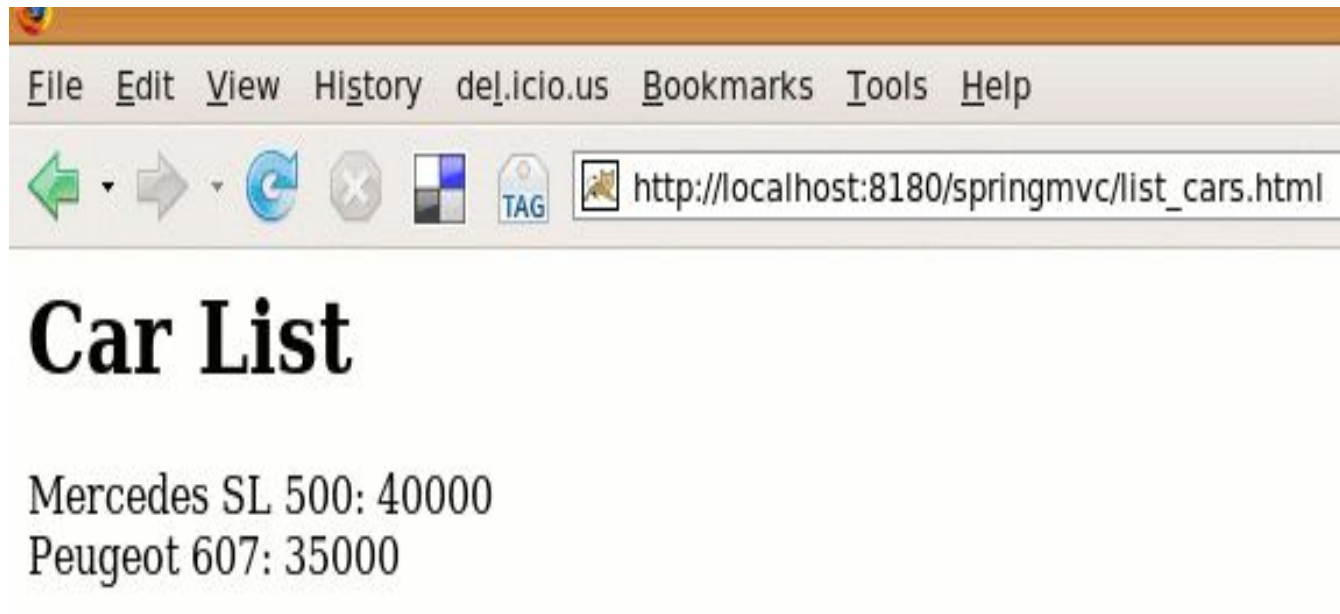 File Edit View History del.icio.us Bookmarks Tools Help
TAG http://localhost:8180/springmvc/list_cars.html
Car List
Mercedes SL 500: 40000
Peugeot 607: 35000